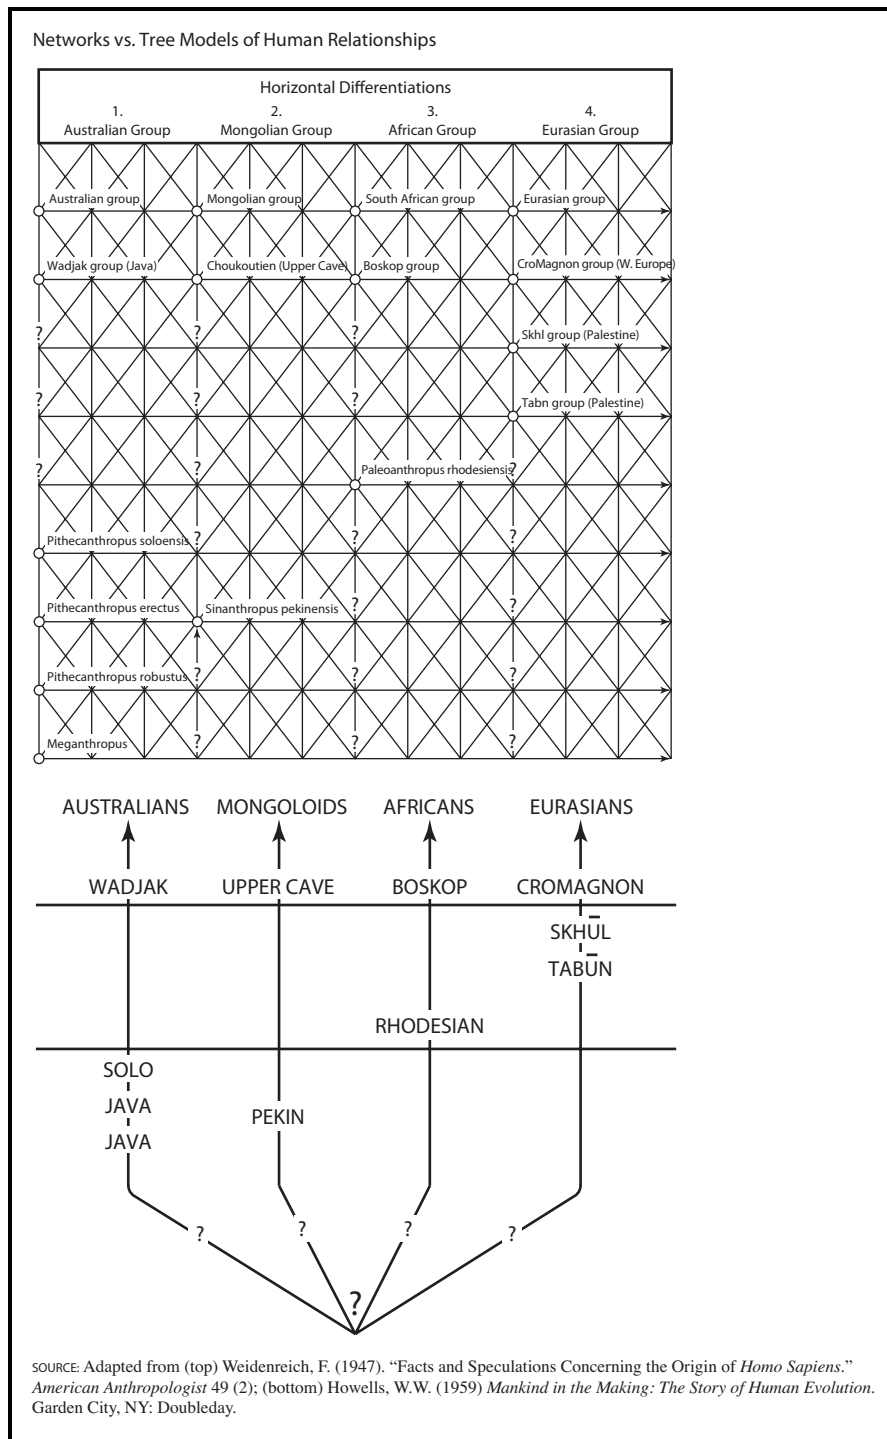 Networks vs. Tree Models of Human Relationships
Horizontal Differentiations
1. 2. 3. 4.
Australian Group Mongolian Group African Group Eurasian Group
Australian group Mongolian group South African group Eurasian group
Wadjak group (Java) Choukoutien (Upper Cave) Boskop group CroMagnon group (W. Europe)
? ? ? Skhl group (Palestine)
? ? ? Tabn group (Palestine)
? ? Paleoanthropus rhodesiensis ?
Pithecanthropus soloensis ? ? ?
Pithecanthropus erectus Sinanthropus pekinensis ? ?
Pithecanthropus robustus ? ? ?
Meganthropus ? ? ?
AUSTRALIANS MONGOLOIDS AFRICANS EURASIANS
WADJAK UPPER CAVE BOSKOP CROMAGNON
SKHŪL
TABŪN
RHODESIAN
SOLO
JAVA PEKIN
JAVA
? ? ? ?
?
SOURCE: Adapted from (top) Weidenreich, F. (1947). “Facts and Speculations Concerning the Origin of Homo Sapiens.”
American Anthropologist 49 (2); (bottom) Howells, W.W. (1959) Mankind in the Making: The Story of Human Evolution.
Garden City, NY: Doubleday.